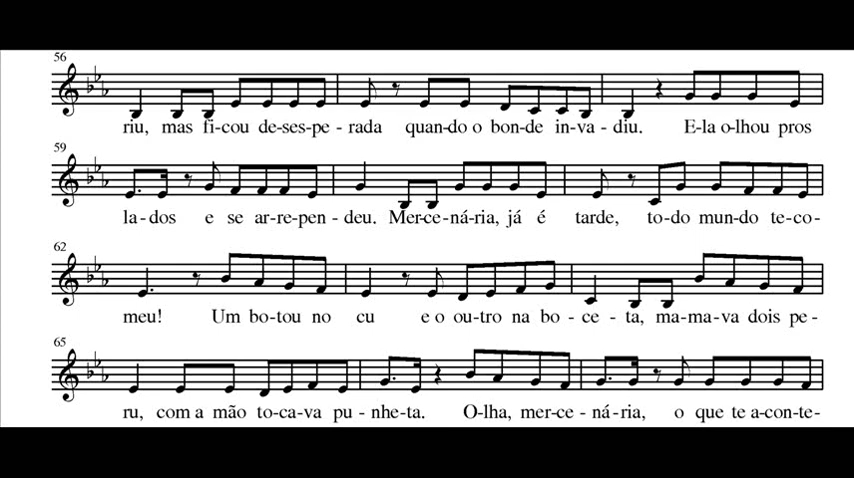 56
riu, mas fi-cou de-ses-pe-rada quan-do o bon-de in-va-diu. E-la o-lhou pros
59
la-dos e se ar-re-pen-deu. Mer-ce-ná-ria, já é tarde, to-do mun-do te-co-
62
meu! Um bo-tou no cu e o ou-tro na bo-ce-ta, ma-ma-va dois pe-
65
ru, com a mão to-ca-va pu-nhe-ta. O-lha, mer-ce-ná-ria, o que te a-con-te-